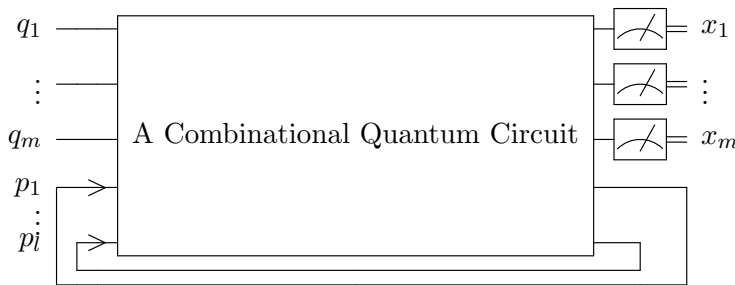 q₁ x₁
⋮ ⋮
A Combinational Quantum Circuit
qₘ xₘ
p₁
⋮
pₗ